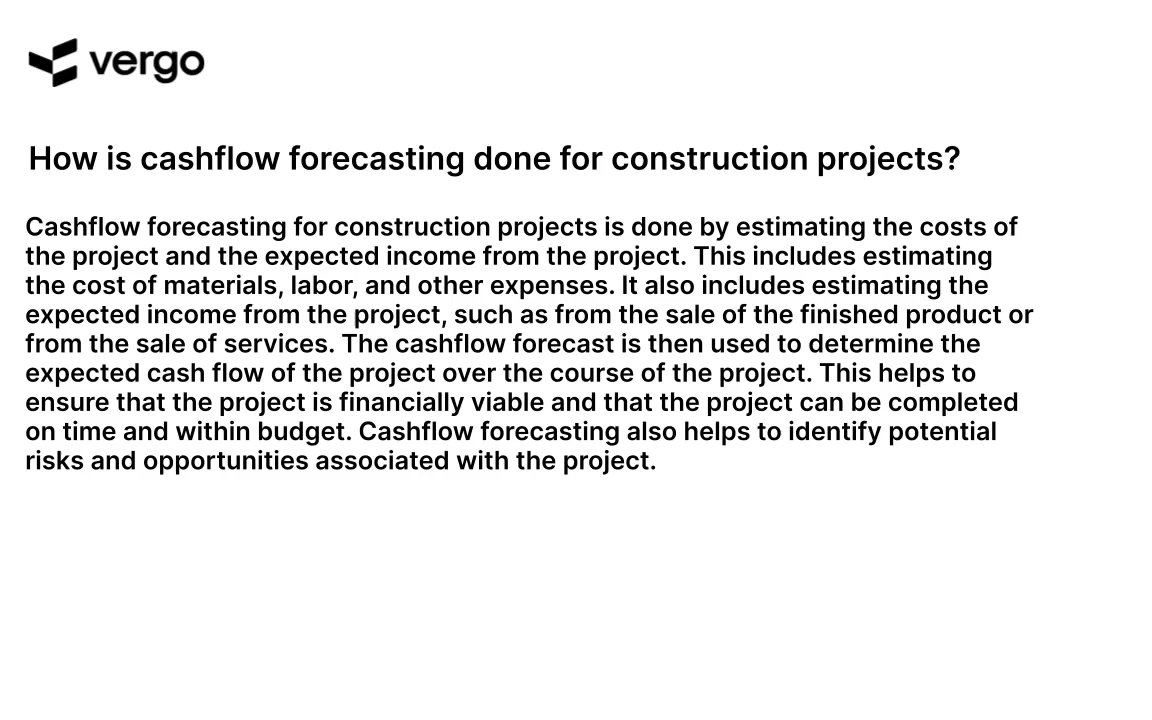 vergo
How is cashflow forecasting done for construction projects?
Cashflow forecasting for construction projects is done by estimating the costs of
the project and the expected income from the project. This includes estimating
the cost of materials, labor, and other expenses. It also includes estimating the
expected income from the project, such as from the sale of the finished product or
from the sale of services. The cashflow forecast is then used to determine the
expected cash flow of the project over the course of the project. This helps to
ensure that the project is financially viable and that the project can be completed
on time and within budget. Cashflow forecasting also helps to identify potential
risks and opportunities associated with the project.